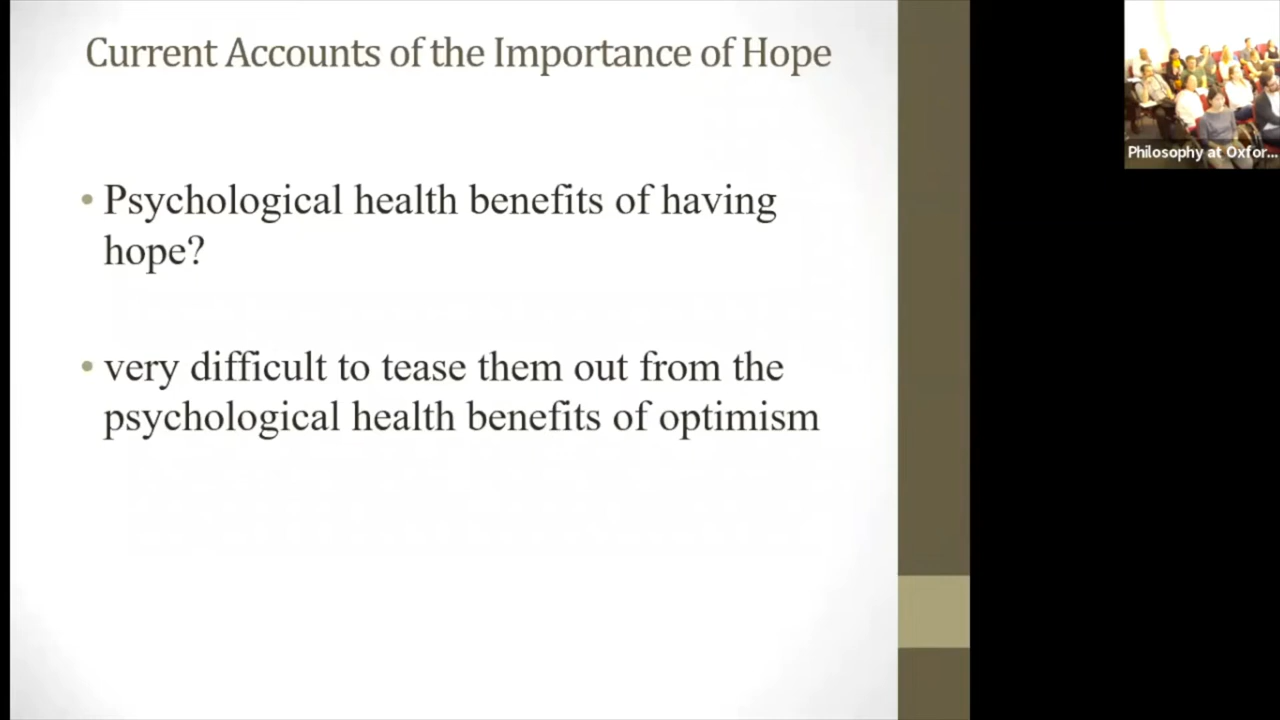 Current Accounts of the Importance of Hope
• Psychological health benefits of having
hope?
• very difficult to tease them out from the
psychological health benefits of optimism
Philosophy at Oxfor...